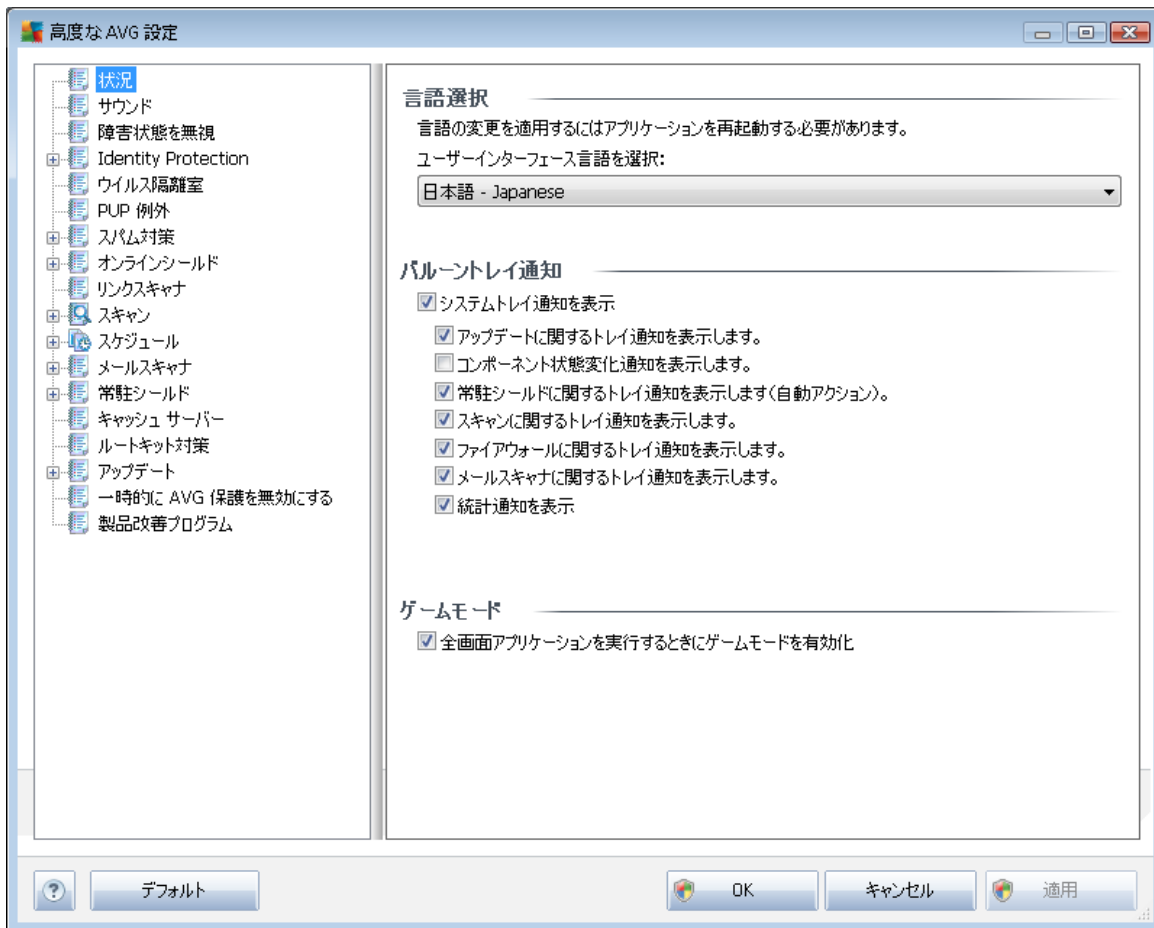 高度な AVG 設定
状況
サウンド
障害状態を無視
Identity Protection
ウイルス隔離室
PUP 例外
スパム対策
オンラインシールド
リンクスキャナ
スキャン
スケジュール
メールスキャナ
常駐シールド
キャッシュ サーバー
ルートキット対策
アップデート
一時的に AVG 保護を無効にする
製品改善プログラム
言語選択
言語の変更を適用するにはアプリケーションを再起動する必要があります。
ユーザーインターフェース言語を選択:
日本語 - Japanese
バルーントレイ通知
システムトレイ通知を表示
アップデートに関するトレイ通知を表示します。
コンポーネント状態変化通知を表示します。
常駐シールドに関するトレイ通知を表示します(自動アクション)。
スキャンに関するトレイ通知を表示します。
ファイアウォールに関するトレイ通知を表示します。
メールスキャナに関するトレイ通知を表示します。
統計通知を表示
ゲームモード
全画面アプリケーションを実行するときにゲームモードを有効化
? デフォルト OK キャンセル 適用